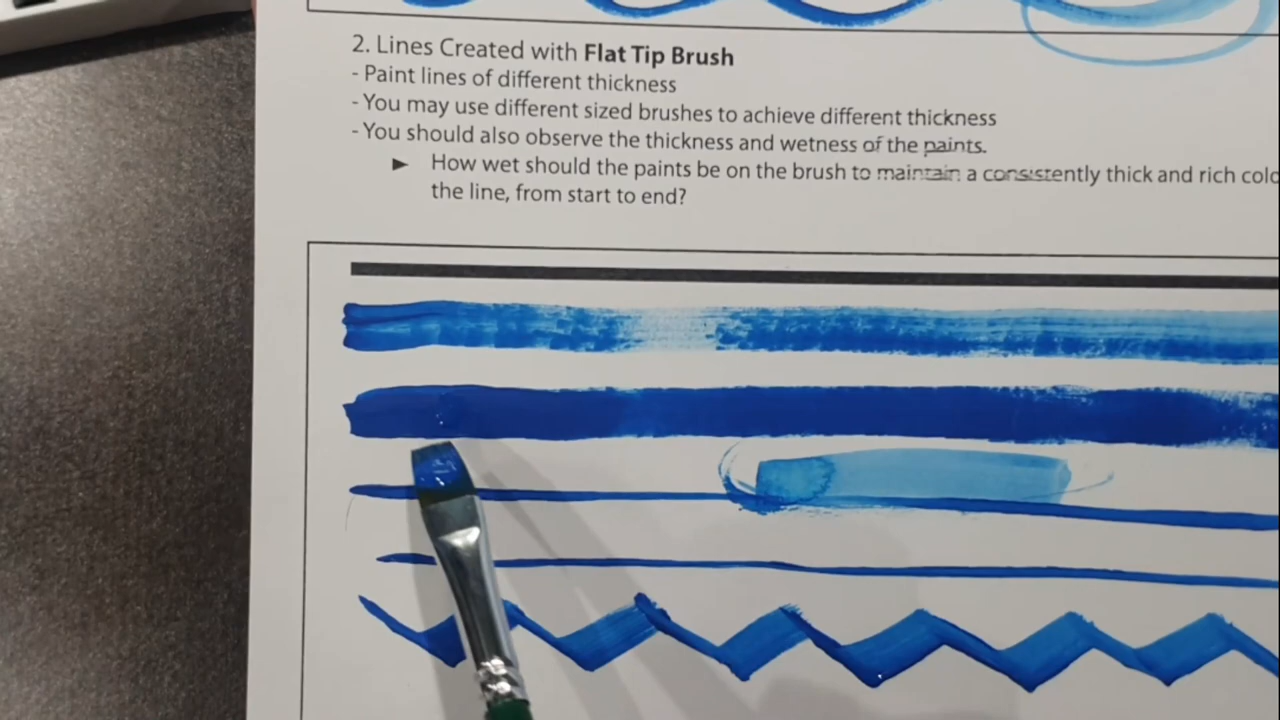 2. Lines Created with Flat Tip Brush
- Paint lines of different thickness
- You may use different sized brushes to achieve different thickness
- You should also observe the thickness and wetness of the paints.
► How wet should the paints be on the brush to maintain a consistently thick and rich colo
the line, from start to end?